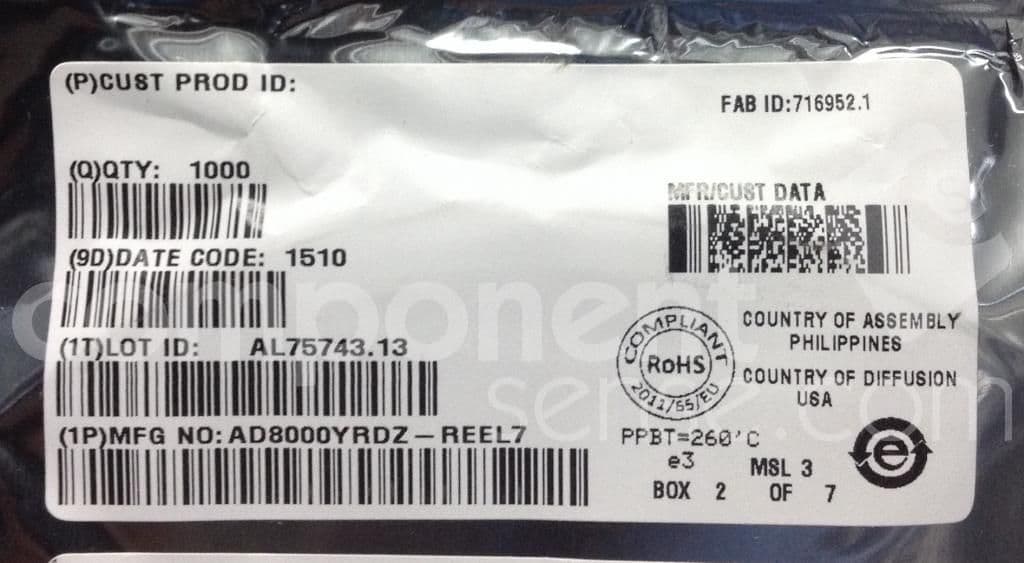 (P)CUST PROD ID:
FAB ID:716952.1
(Q)QTY: 1000
MFR/CUST DATA
(9D)DATE CODE: 1510
(1T)LOT ID: AL75743.13
(1P)MFG NO: AD8000YRDZ-REEL7
COMPLIANT
RoHS
2011/65/EU
COUNTRY OF ASSEMBLY
PHILIPPINES
COUNTRY OF DIFFUSION
USA
PPBT=260'C
e3
MSL 3
BOX 2 OF 7
e
component
sense.com